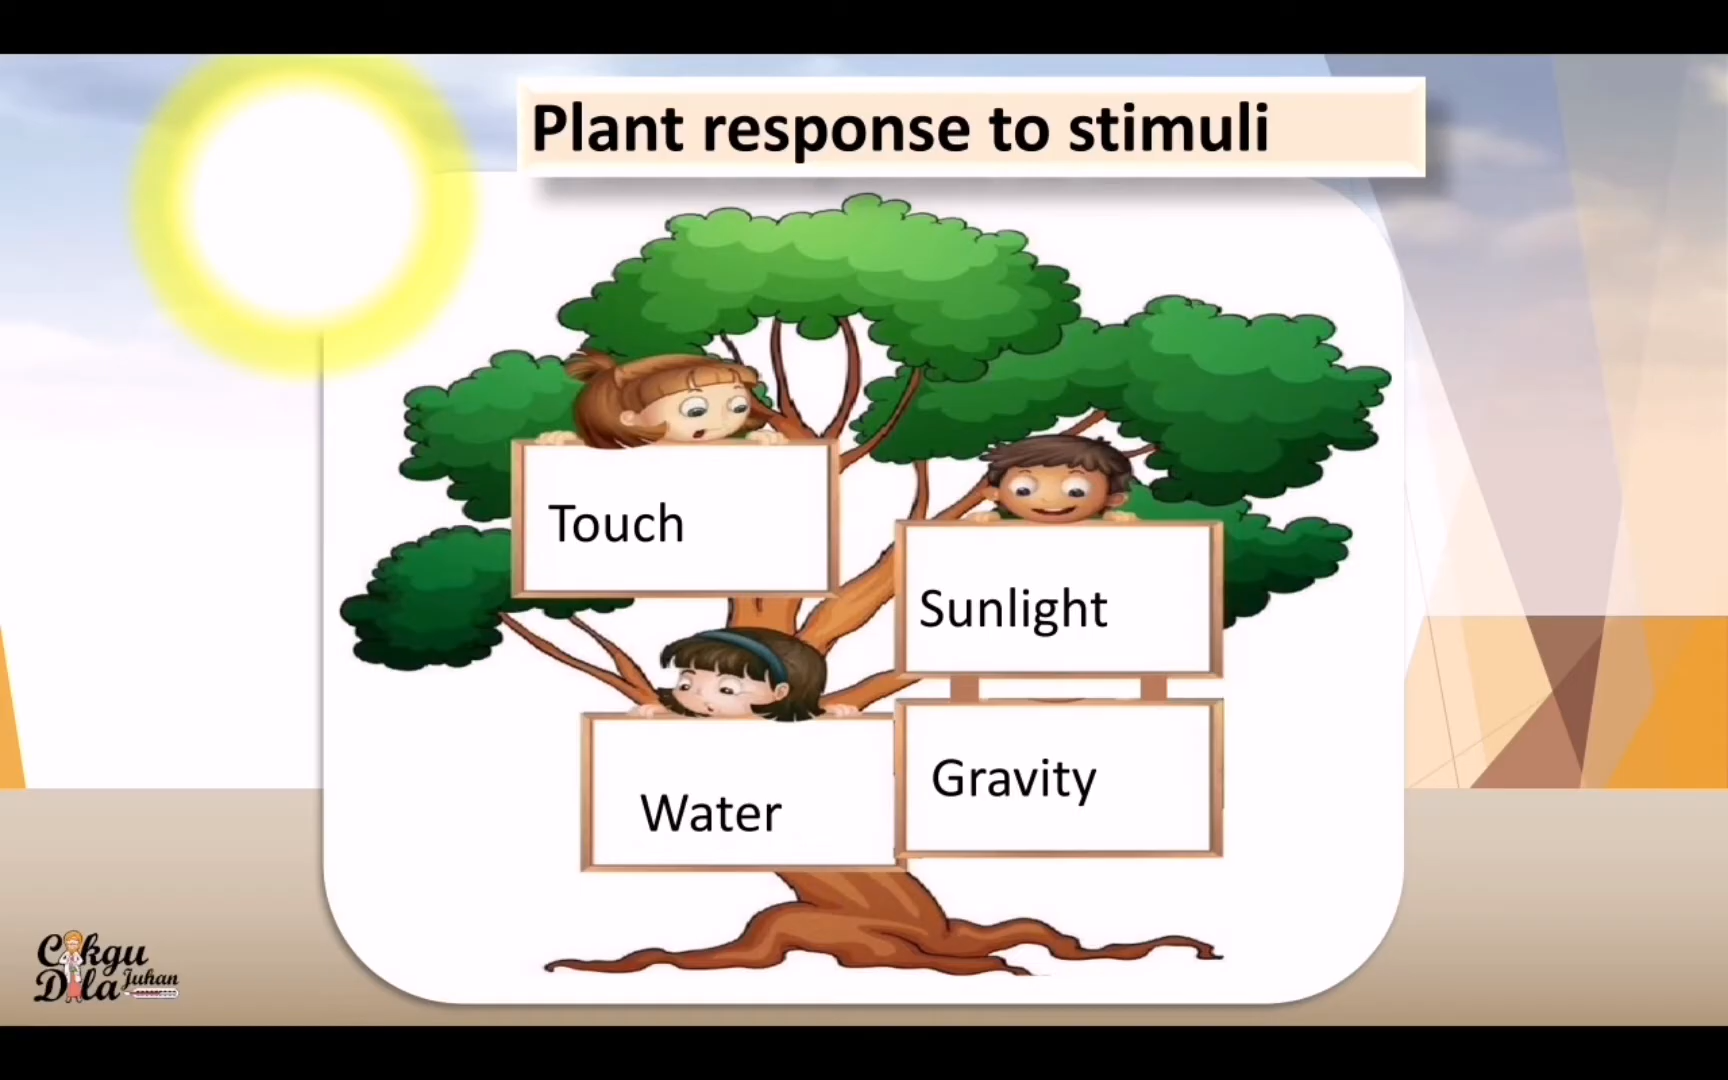 Plant response to stimuli
Touch
Sunlight
Water
Gravity
Cikgu
Dila Juhan